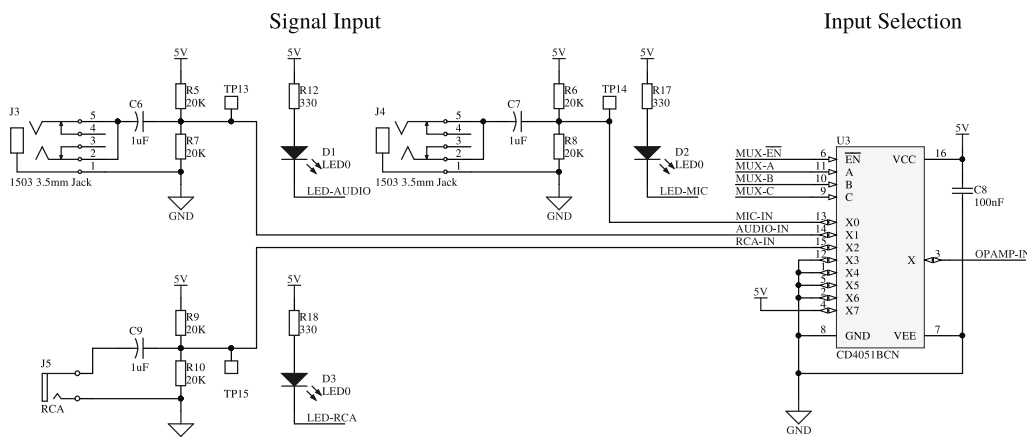 Signal Input
Input Selection
5V
R5
20K
TP13
C6
1uF
R7
20K
GND
J3
5
4
3
2
1
1503 3.5mm Jack
5V
R12
330
D1
LED0
LED-AUDIO
J4
5
4
3
2
1
1503 3.5mm Jack
C7
1uF
5V
R6
20K
TP14
R8
20K
GND
5V
R17
330
D2
LED0
LED-MIC
MUX-EN
MUX-A
MUX-B
MUX-C
MIC-IN
AUDIO-IN
RCA-IN
5V
U3
6 EN VCC 16
11 A
10 B
9 C
13 X0
14 X1
15 X2
12 X3 X 3 OPAMP-IN
1 X4
5 X5
2 X6
4 X7
8 GND VEE 7
CD4051BCN
5V
C8
100nF
GND
J5
RCA
C9
1uF
5V
R9
20K
R10
20K
TP15
5V
R18
330
D3
LED0
LED-RCA